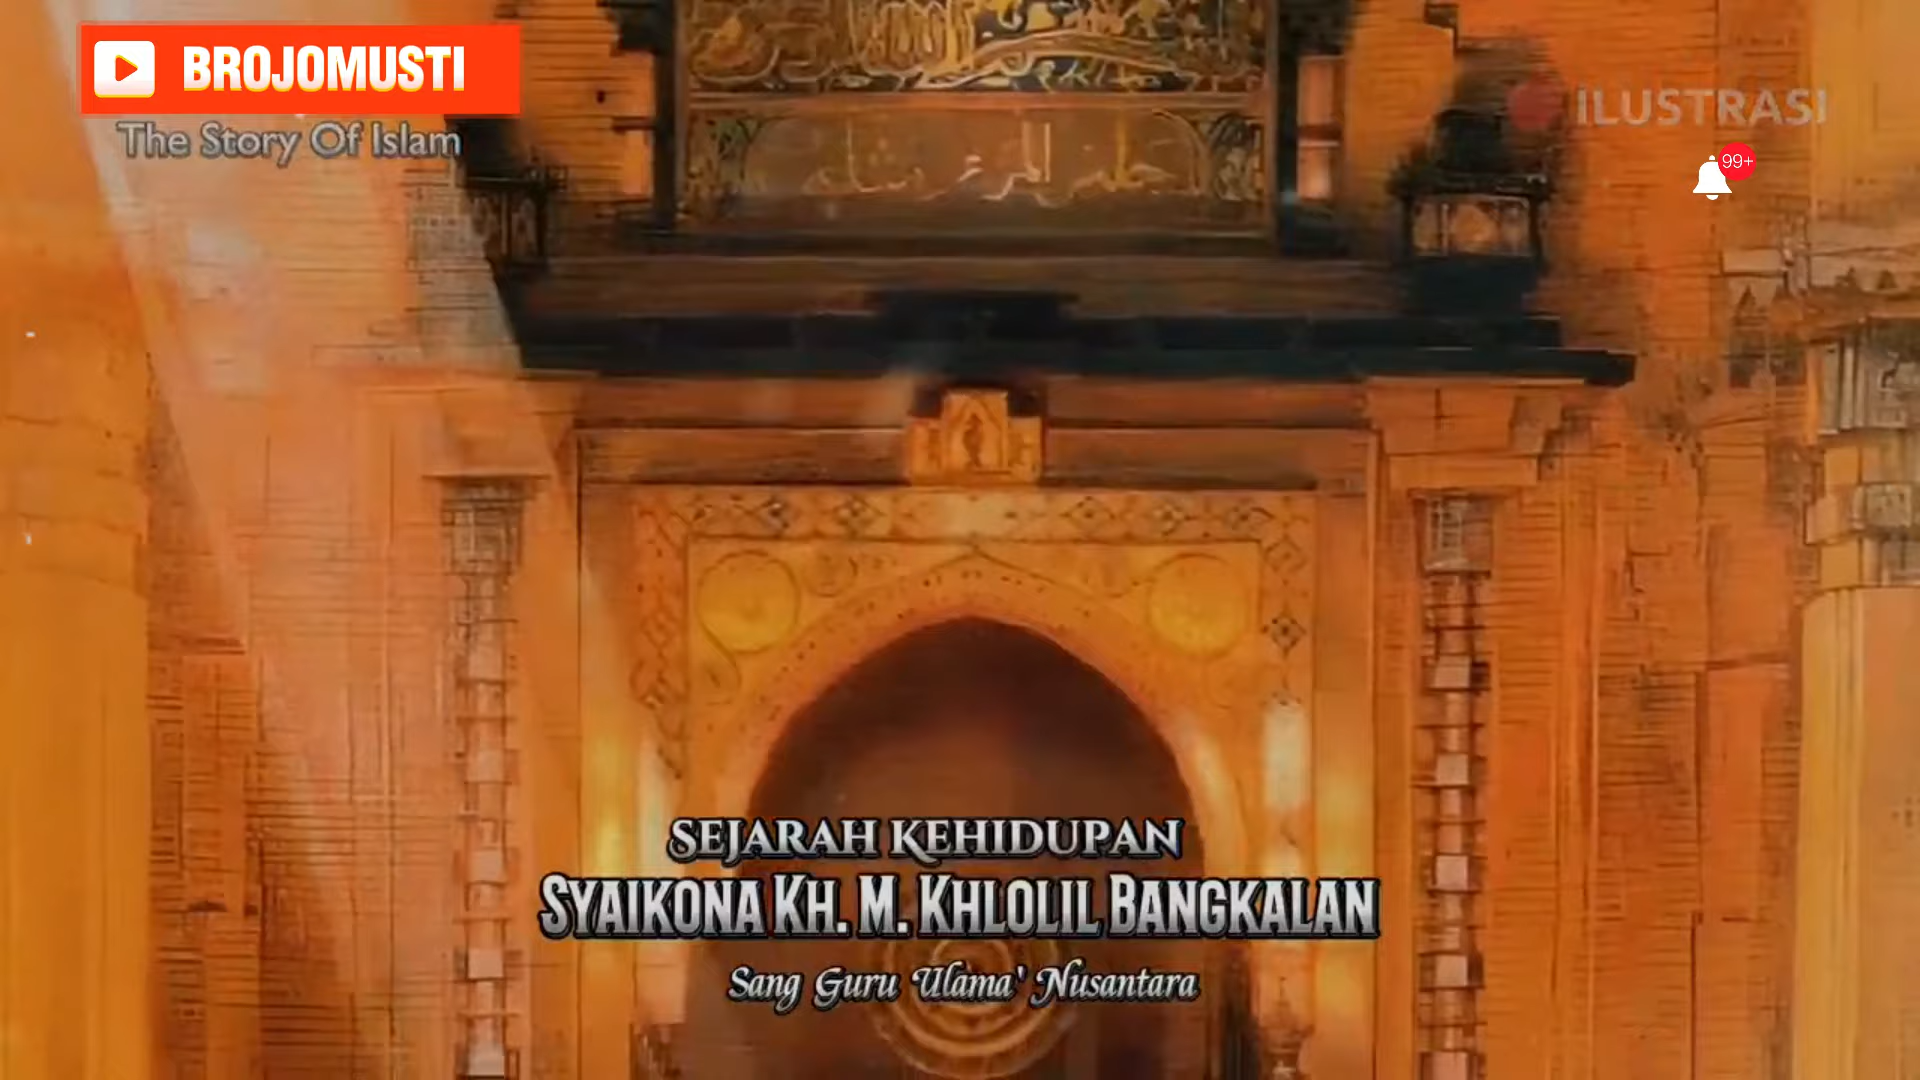 BROJOMUSTI
The Story Of Islam
ILUSTRASI
99+
SEJARAH KEHIDUPAN
SYAIKONA KH. M. KHLOLIL BANGKALAN
Sang Guru Ulama' Nusantara